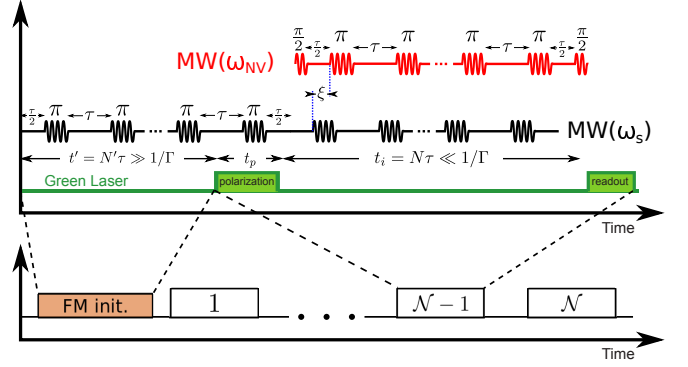 π/2 τ/2 π τ π π τ π τ/2 π/2
MW(ω_NV)
ξ
τ/2 π τ π π τ π τ/2
MW(ω_s)
t' = N'τ ≫ 1/Γ t_p t_i = Nτ ≪ 1/Γ
Green Laser polarization readout
Time
FM init. 1 ... 𝒩 − 1 𝒩
Time